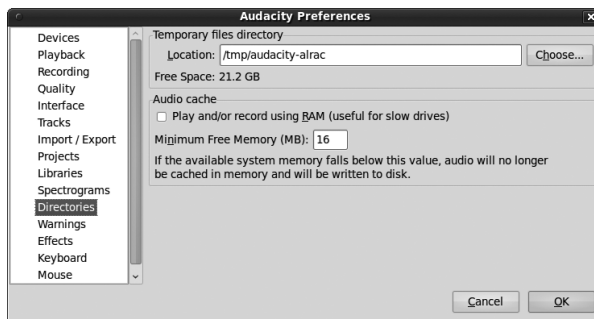 Audacity Preferences
Devices
Playback
Recording
Quality
Interface
Tracks
Import / Export
Projects
Libraries
Spectrograms
Directories
Warnings
Effects
Keyboard
Mouse
Temporary files directory
Location: /tmp/audacity-alrac Choose...
Free Space: 21.2 GB
Audio cache
Play and/or record using RAM (useful for slow drives)
Minimum Free Memory (MB): 16
If the available system memory falls below this value, audio will no longer
be cached in memory and will be written to disk.
Cancel OK